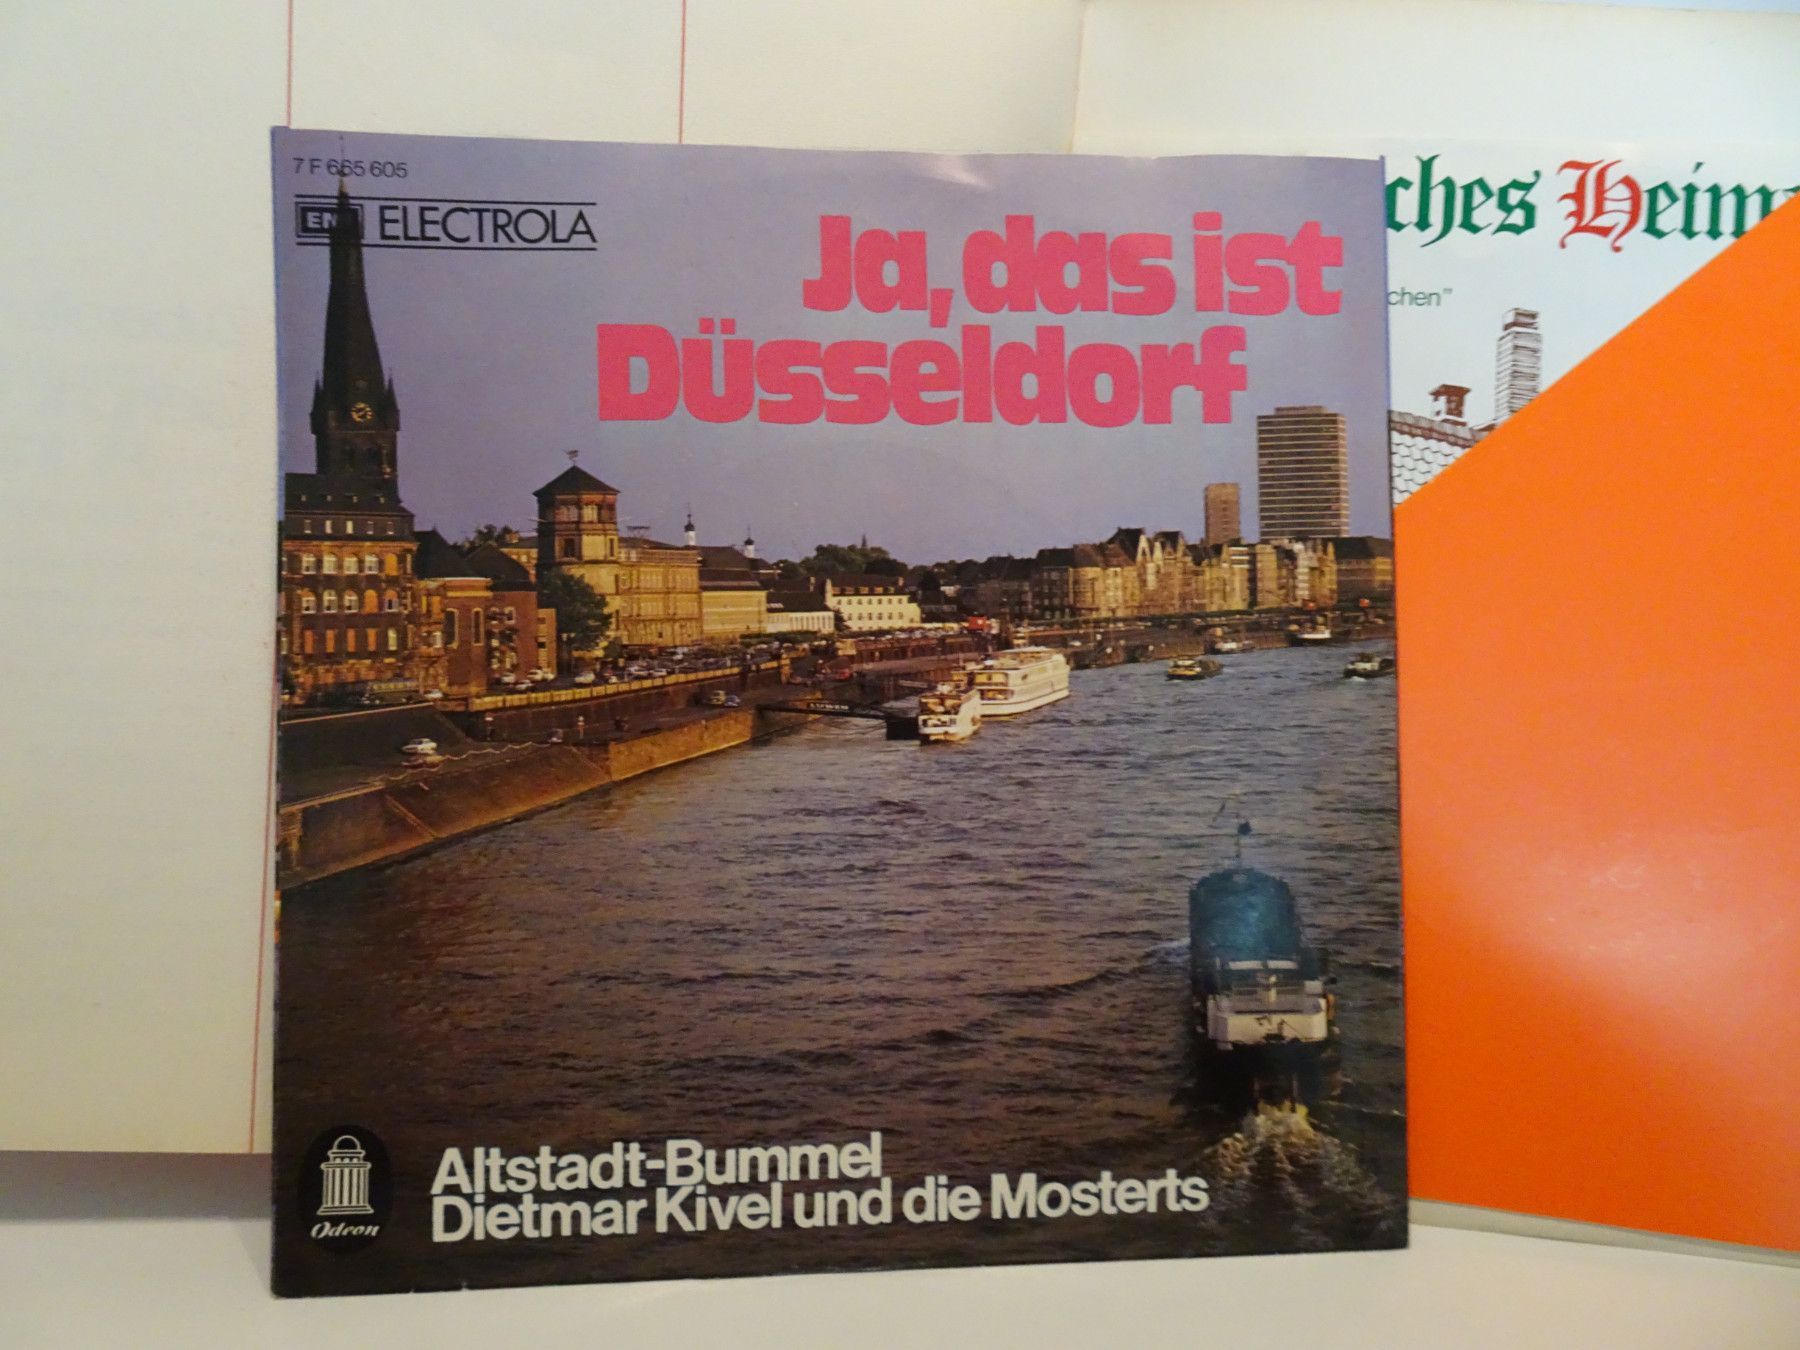 7 F 665 605
EMI ELECTROLA
Ja, das ist
Düsseldorf
Altstadt-Bummel
Dietmar Kivel und die Mosterts
Odeon
ches Heim
chen"